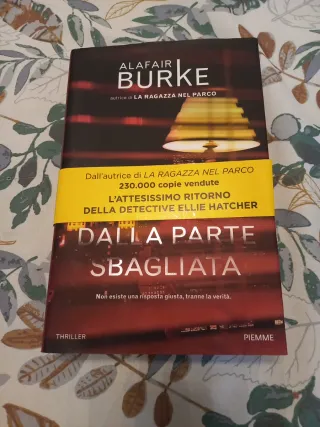 ALAFAIR
BURKE
autrice di LA RAGAZZA NEL PARCO
Dall'autrice di LA RAGAZZA NEL PARCO
230.000 copie vendute
L'ATTESISSIMO RITORNO
DELLA DETECTIVE ELLIE HATCHER
DALLA PARTE
SBAGLIATA
Non esiste una risposta giusta, tranne la verità.
THRILLER
PIEMME